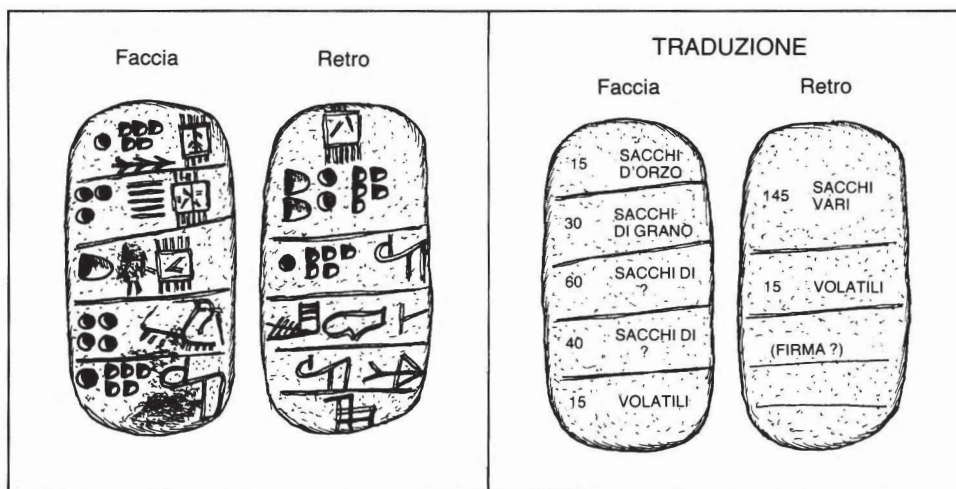 Faccia
Retro
TRADUZIONE
Faccia
Retro
15 SACCHI
D'ORZO
30 SACCHI
DI GRANO
60 SACCHI DI
?
40 SACCHI DI
?
15 VOLATILI
145 SACCHI
VARI
15 VOLATILI
(FIRMA ?)